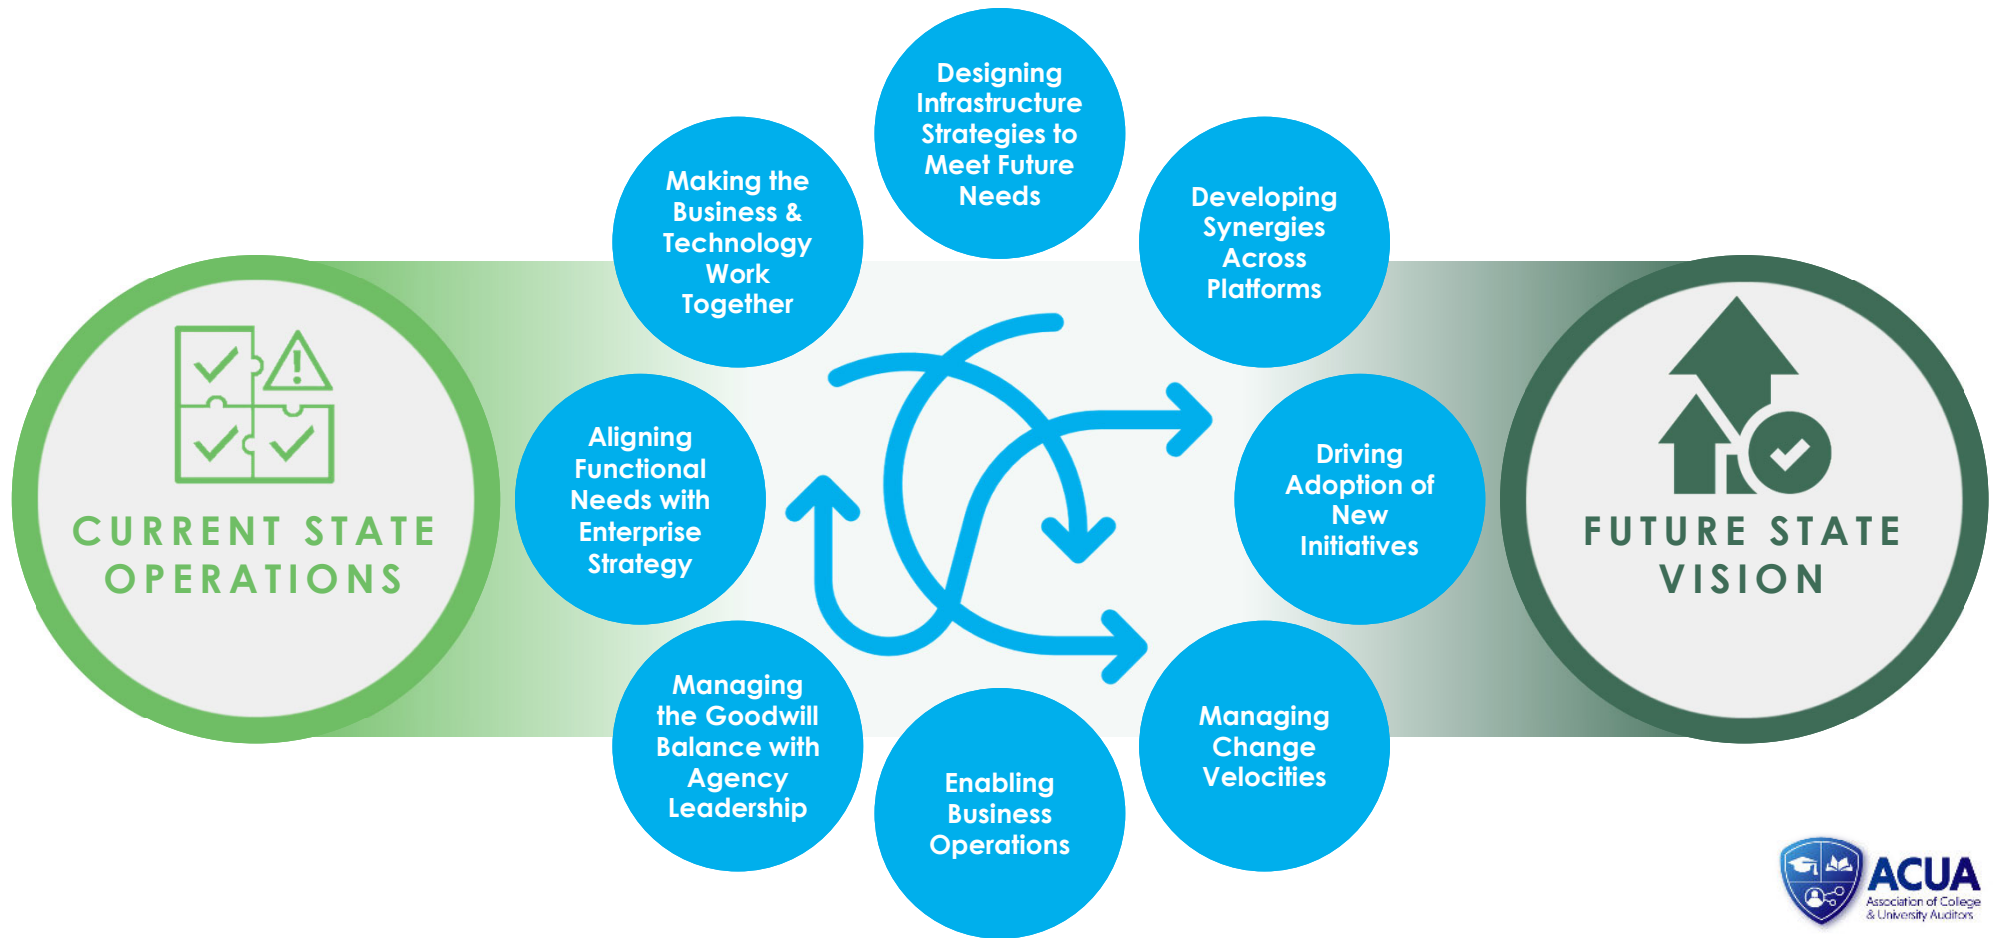 Designing
Infrastructure
Strategies to
Meet Future
Needs
Making the
Business &
Technology
Work
Together
Developing
Synergies
Across
Platforms
CURRENT STATE
OPERATIONS
Aligning
Functional
Needs with
Enterprise
Strategy
Driving
Adoption of
New
Initiatives
FUTURE STATE
VISION
Managing
the Goodwill
Balance with
Agency
Leadership
Enabling
Business
Operations
Managing
Change
Velocities
ACUA
Association of College
& University Auditors